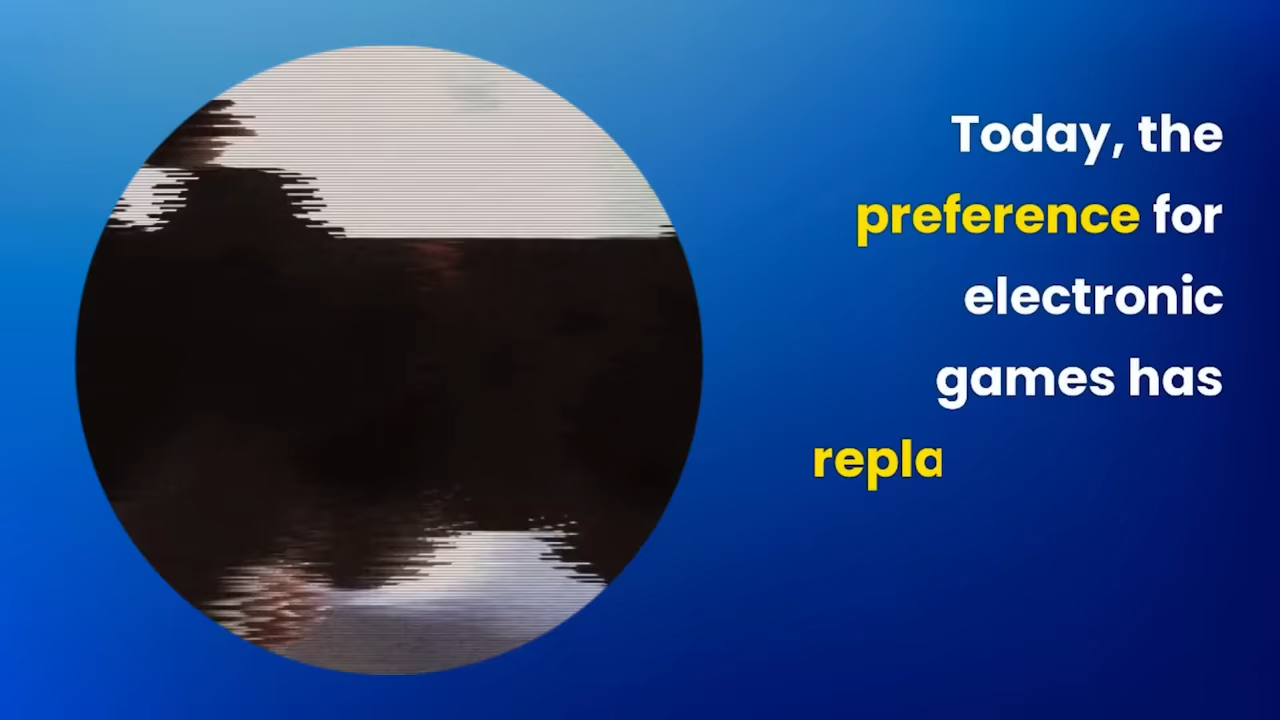 Today, the
preference for
electronic
games has
repla